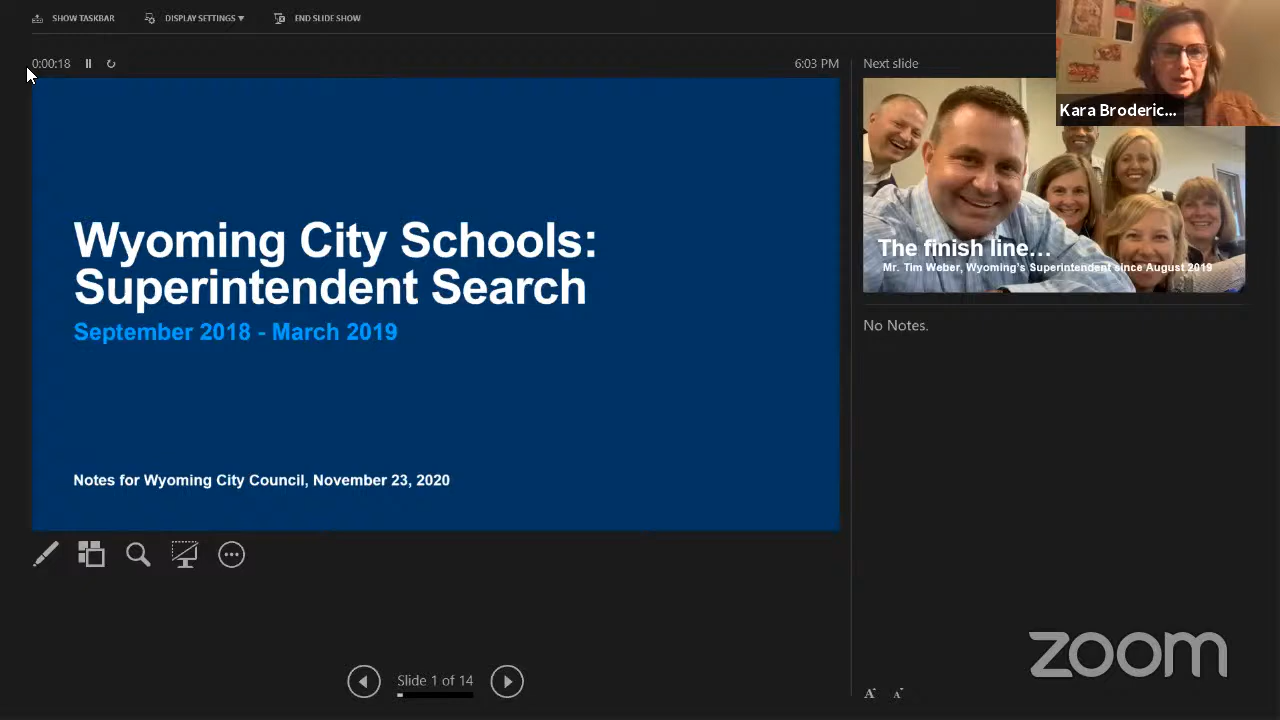 SHOW TASKBAR
DISPLAY SETTINGS
END SLIDE SHOW
0:00:18
6:03 PM
Next slide
Kara Broderic...
Wyoming City Schools:
Superintendent Search
September 2018 - March 2019
Notes for Wyoming City Council, November 23, 2020
The finish line...
Mr. Tim Weber, Wyoming's Superintendent since August 2019
No Notes.
Slide 1 of 14
A A
zoom